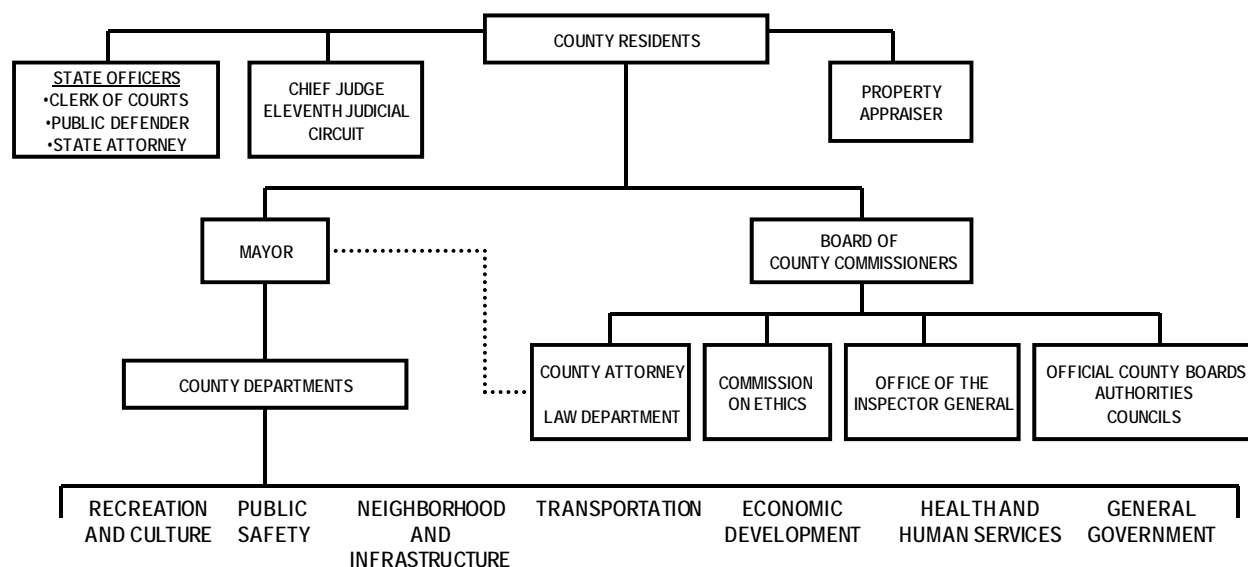 COUNTY RESIDENTS
STATE OFFICERS
•CLERK OF COURTS
•PUBLIC DEFENDER
•STATE ATTORNEY
CHIEF JUDGE
ELEVENTH JUDICIAL
CIRCUIT
PROPERTY
APPRAISER
MAYOR
BOARD OF
COUNTY COMMISSIONERS
COUNTY DEPARTMENTS
COUNTY ATTORNEY
LAW DEPARTMENT
COMMISSION
ON ETHICS
OFFICE OF THE
INSPECTOR GENERAL
OFFICIAL COUNTY BOARDS
AUTHORITIES
COUNCILS
RECREATION
AND CULTURE
PUBLIC
SAFETY
NEIGHBORHOOD
AND
INFRASTRUCTURE
TRANSPORTATION
ECONOMIC
DEVELOPMENT
HEALTH AND
HUMAN SERVICES
GENERAL
GOVERNMENT